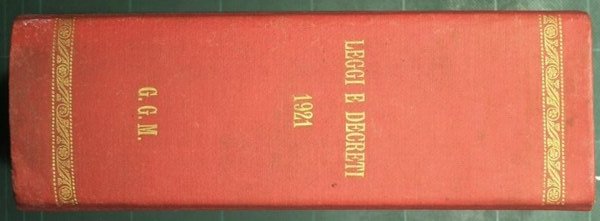 LEGGI E DECRETI
1921
G. G. M.